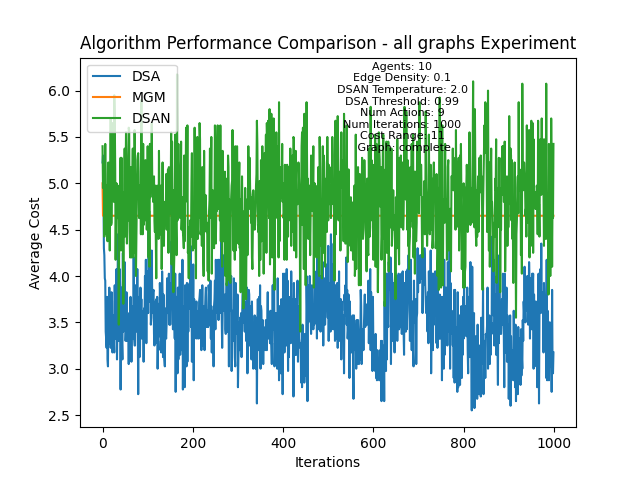 Algorithm Performance Comparison - all graphs Experiment
DSA
MGM
DSAN
Agents: 10
Edge Density: 0.1
DSAN Temperature: 2.0
DSA Threshold: 0.99
Num Actions: 9
Num Iterations: 1000
Cost Range: 11
Graph: complete
Average Cost
6.0
5.5
5.0
4.5
4.0
3.5
3.0
2.5
0
200
400
600
800
1000
Iterations